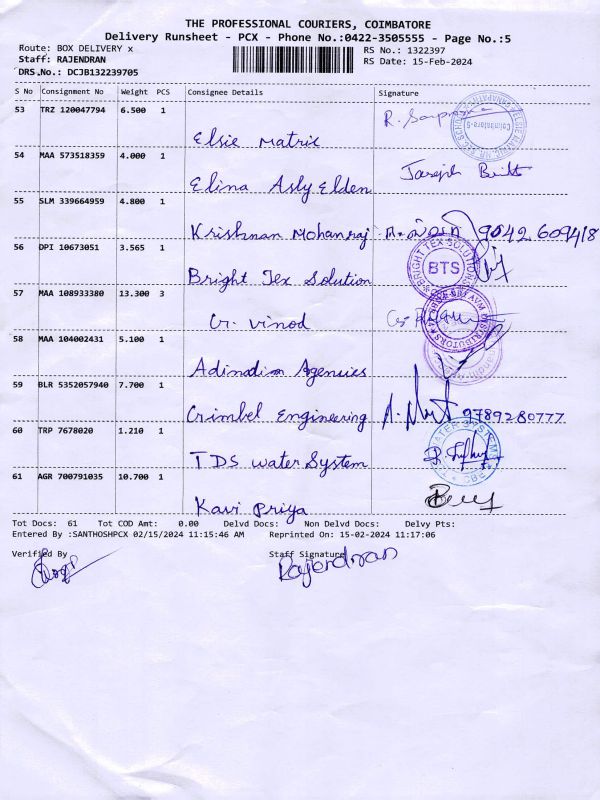 THE PROFESSIONAL COURIERS, COIMBATORE
Delivery Runsheet - PCX - Phone No.:0422-3505555 - Page No.:5
Route: BOX DELIVERY x
RS No.: 1322397
Staff: RAJENDRAN
RS Date: 15-Feb-2024
DRS.No.: DCJB132239705
S No Consignment No Weight PCS Consignee Details Signature
53 TRZ 120047794 6.500 1
Elsie Matric
54 MAA 573518359 4.000 1
Elina Asly Elden
55 SLM 339664959 4.800 1
Krishnan Mohanraj 9042609418
56 DPI 10673051 3.565 1
Bright Tex Solution
BRIGHT TEX SOLUTION BTS
57 MAA 108933380 13.300 3
Cr. Vinod
58 MAA 104002431 5.100 1
59 BLR 5352057940 7.700 1
Agencies
60 TRP 7678020 1.210 1
Crimbel Engineering 9789280777
61 AGR 700791035 10.700 1
TDS water System
Kavi Priya
Tot Docs: 61 Tot COD Amt: 0.00 Delvd Docs: Non Delvd Docs: Delvy Pts:
Entered By :SANTHOSHPCX 02/15/2024 11:15:46 AM Reprinted On: 15-02-2024 11:17:06
Verified By Staff Signature
Rajendran